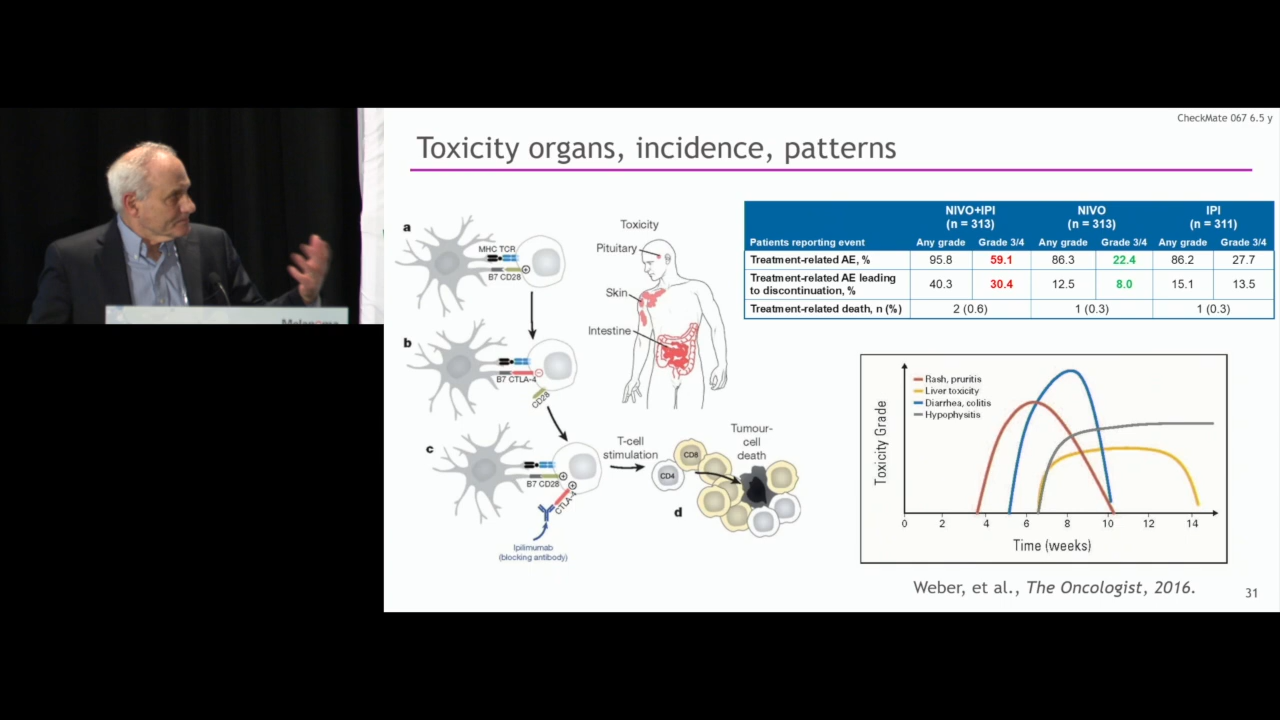 CheckMate 067 6.5 y
Toxicity organs, incidence, patterns
a
MHC TCR
B7 CD28
b
B7 CTLA-4
CD28
c
B7 CD28
CTLA-4
Ipilimumab
(blocking antibody)
Toxicity
Pituitary
Skin
Intestine
T-cell
stimulation
CD4
CD8
Tumour-
cell
death
d
NIVO+IPI
(n = 313)
NIVO
(n = 313)
IPI
(n = 311)
Patients reporting event Any grade Grade 3/4 Any grade Grade 3/4 Any grade Grade 3/4
Treatment-related AE, % 95.8 59.1 86.3 22.4 86.2 27.7
Treatment-related AE leading
to discontinuation, % 40.3 30.4 12.5 8.0 15.1 13.5
Treatment-related death, n (%) 2 (0.6) 1 (0.3) 1 (0.3)
Toxicity Grade
Rash, pruritis
Liver toxicity
Diarrhea, colitis
Hypophysitis
0 2 4 6 8 10 12 14
Time (weeks)
Weber, et al., The Oncologist, 2016.
31